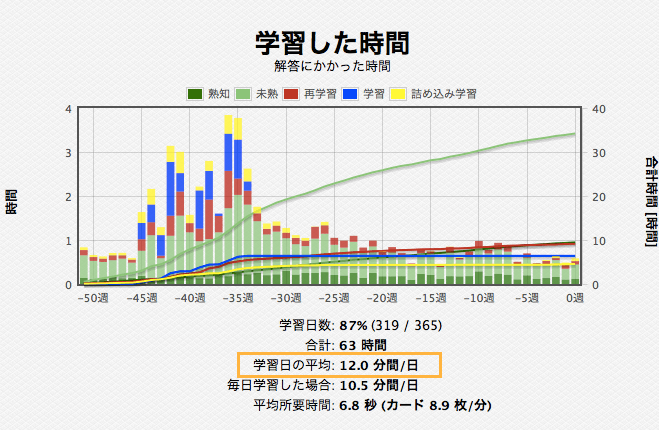 学習した時間
解答にかかった時間
熟知 未熟 再学習 学習 詰め込み学習
4 40
3 30
2 20
1 10
0 0
時間
合計時間 [時間]
-50週 -45週 -40週 -35週 -30週 -25週 -20週 -15週 -10週 -5週 0週
学習日数: 87% (319 / 365)
合計: 63 時間
学習日の平均: 12.0 分間/日
毎日学習した場合: 10.5 分間/日
平均所要時間: 6.8 秒 (カード 8.9 枚/分)